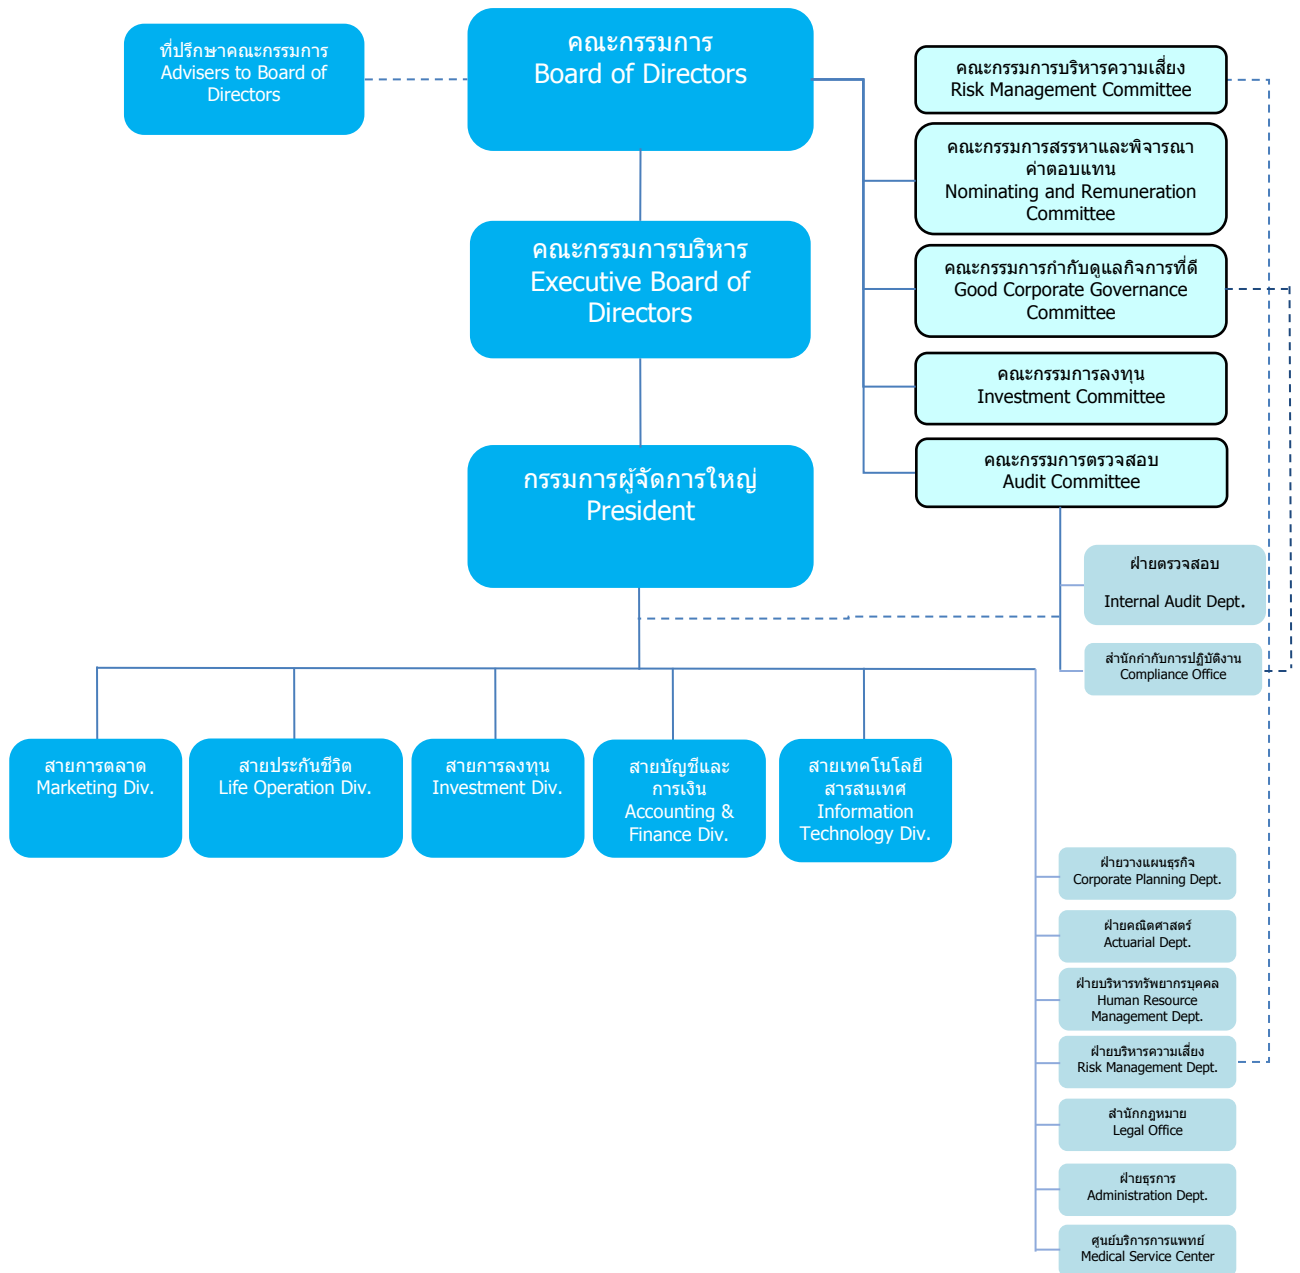 ที่ปรึกษาคณะกรรมการ
Advisers to Board of
Directors
คณะกรรมการ
Board of Directors
คณะกรรมการบริหารความเสี่ยง
Risk Management Committee
คณะกรรมการสรรหาและพิจารณา
ค่าตอบแทน
Nominating and Remuneration
Committee
คณะกรรมการบริหาร
Executive Board of
Directors
คณะกรรมการกำกับดูแลกิจการที่ดี
Good Corporate Governance
Committee
คณะกรรมการลงทุน
Investment Committee
กรรมการผู้จัดการใหญ่
President
คณะกรรมการตรวจสอบ
Audit Committee
ฝ่ายตรวจสอบ
Internal Audit Dept.
สำนักกำกับการปฏิบัติงาน
Compliance Office
สายการตลาด
Marketing Div.
สายประกันชีวิต
Life Operation Div.
สายการลงทุน
Investment Div.
สายบัญชีและ
การเงิน
Accounting &
Finance Div.
สายเทคโนโลยี
สารสนเทศ
Information
Technology Div.
ฝ่ายวางแผนธุรกิจ
Corporate Planning Dept.
ฝ่ายคณิตศาสตร์
Actuarial Dept.
ฝ่ายบริหารทรัพยากรบุคคล
Human Resource
Management Dept.
ฝ่ายบริหารความเสี่ยง
Risk Management Dept.
สำนักกฎหมาย
Legal Office
ฝ่ายธุรการ
Administration Dept.
ศูนย์บริการการแพทย์
Medical Service Center